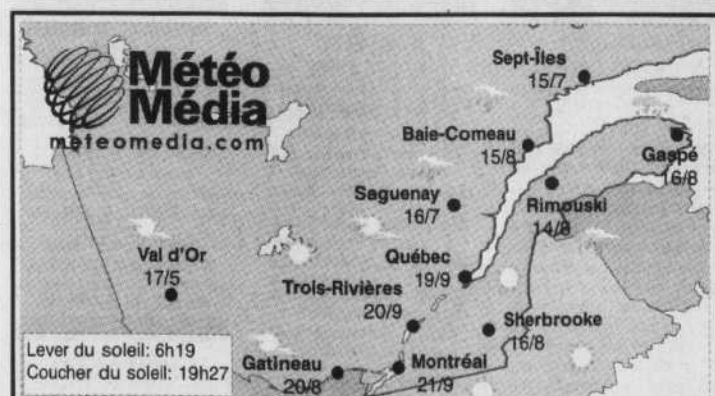 Météo
Média
meteomedia.com
Sept-Îles
15/7
Baie-Comeau
15/8
Gaspé
16/8
Saguenay
16/7
Rimouski
14/8
Val d'Or
17/5
Québec
19/9
Trois-Rivières
20/9
Sherbrooke
16/8
Lever du soleil: 6h19
Coucher du soleil: 19h27
Gatineau
20/8
Montréal
21/9